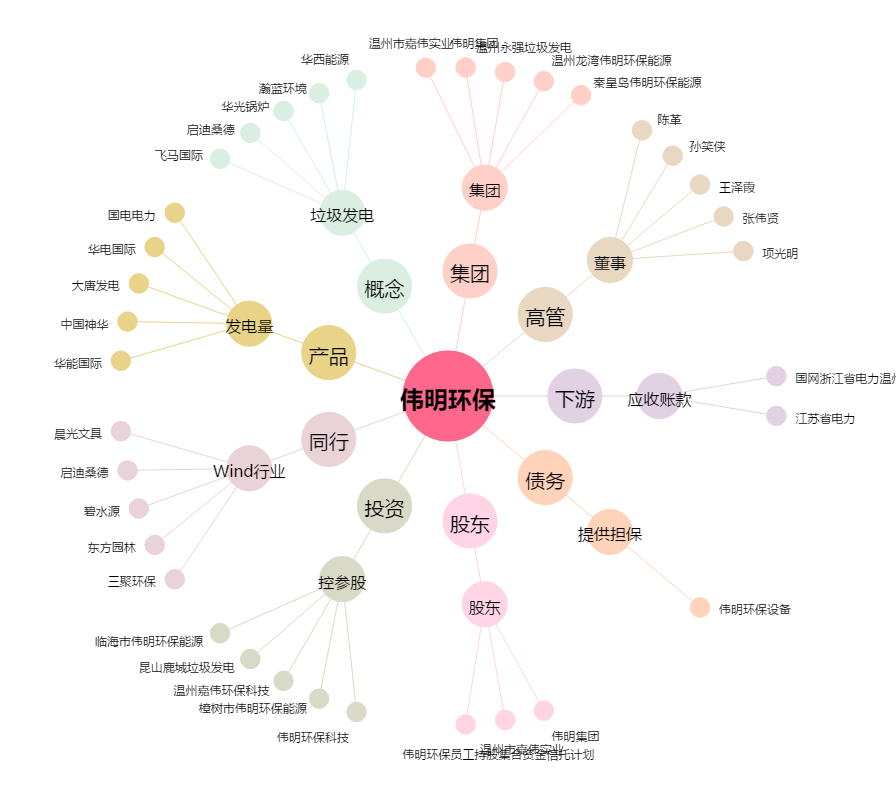 温州市嘉伟实业
伟明集团
温州永强垃圾发电
温州龙湾伟明环保能源
秦皇岛伟明环保能源
集团
集团
华西能源
瀚蓝环境
华光锅炉
启迪桑德
飞马国际
垃圾发电
概念
陈革
孙笑侠
王泽霞
张伟贤
项光明
董事
高管
国电电力
华电国际
大唐发电
中国神华
华能国际
发电量
产品
伟明环保
下游
应收账款
国网浙江省电力温州
江苏省电力
同行
Wind行业
晨光文具
启迪桑德
碧水源
东方园林
三聚环保
债务
提供担保
伟明环保设备
投资
控参股
临海市伟明环保能源
昆山鹿城垃圾发电
温州嘉伟环保科技
樟树市伟明环保能源
伟明环保科技
股东
股东
伟明集团
温州市嘉伟实业
伟明环保员工持股集合资金信托计划